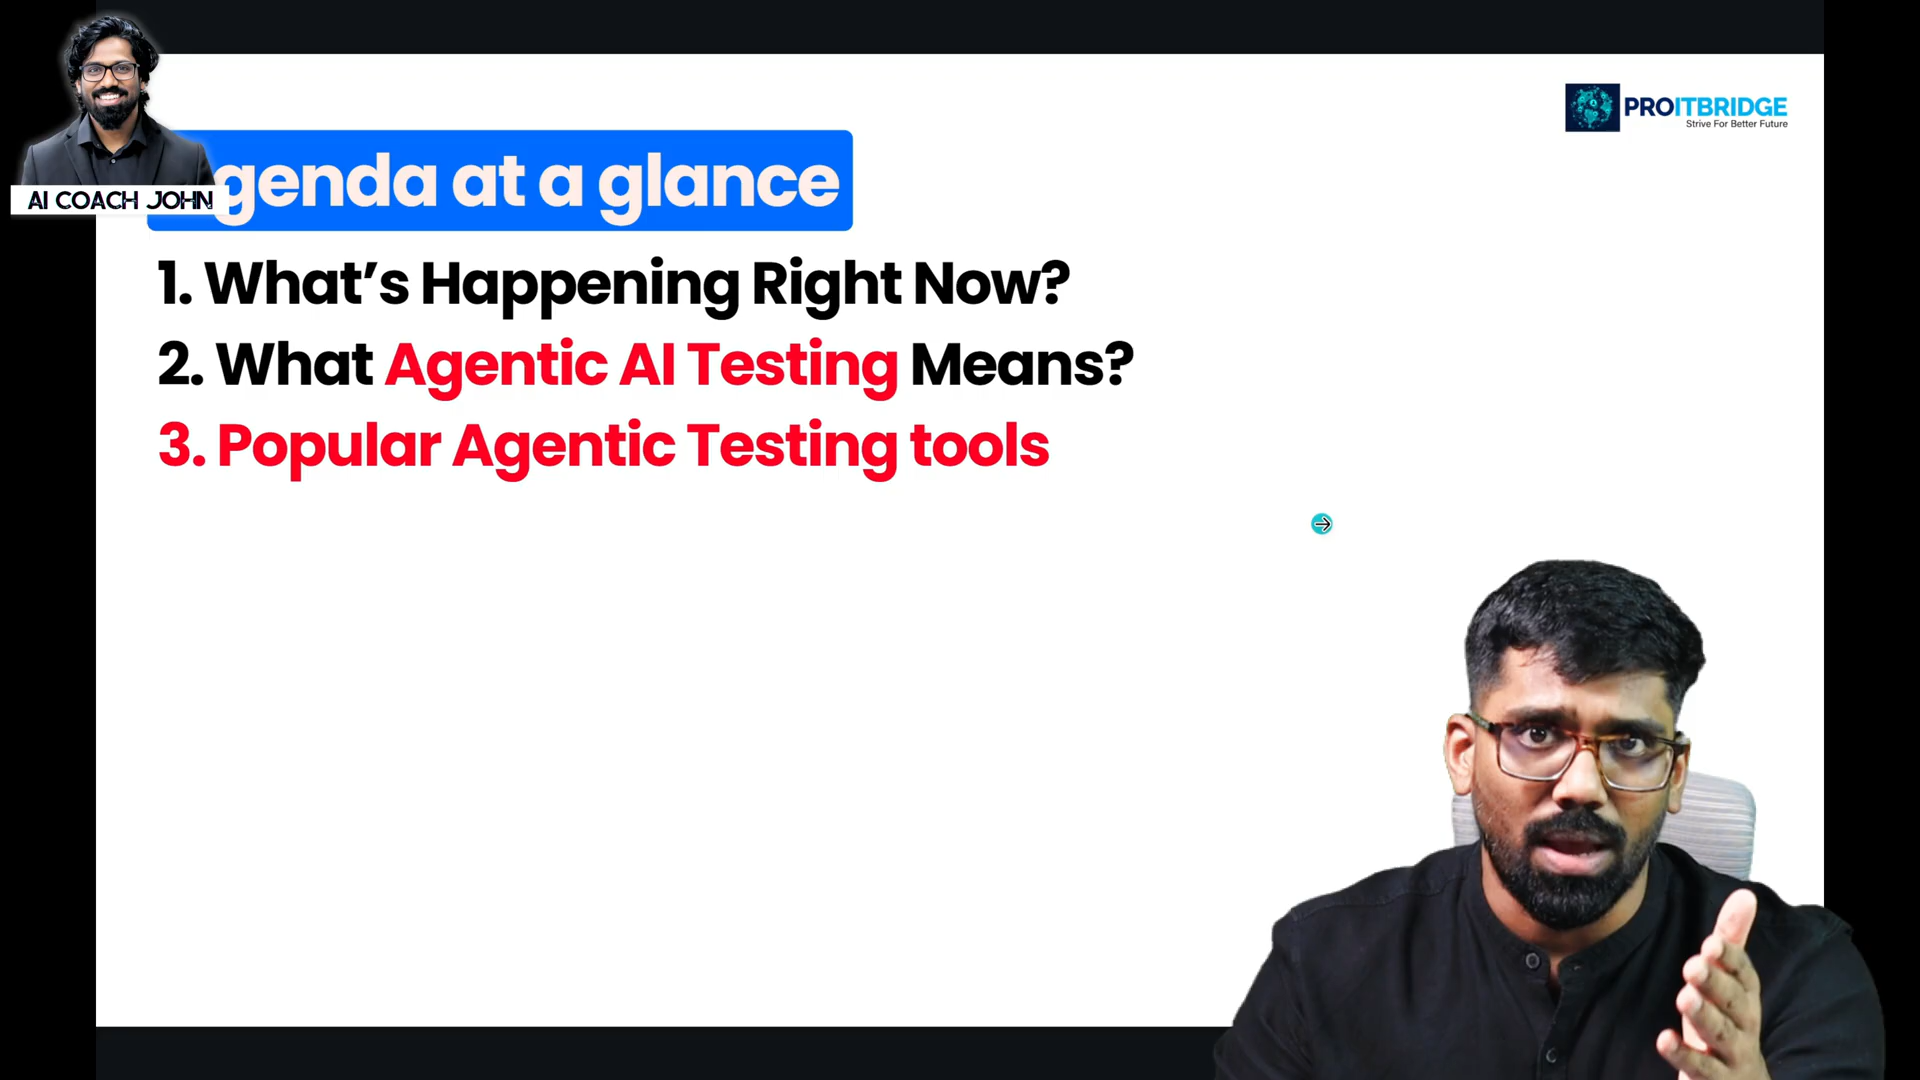 PROITBRIDGE
Strive For Better Future
AI COACH JOHN
genda at a glance
1. What's Happening Right Now?
2. What Agentic AI Testing Means?
3. Popular Agentic Testing tools